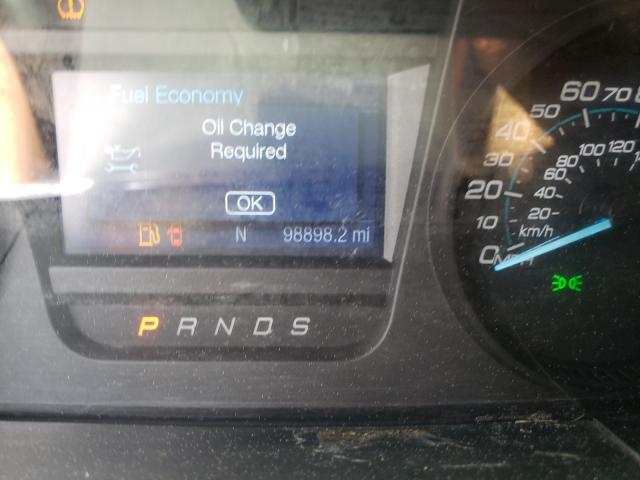 Fuel Economy
Oil Change
Required
OK
N 98898.2 mi
P R N D S
0 10 20 30 40 50 60 70
20 40 60 80 100 120
km/h
MPH